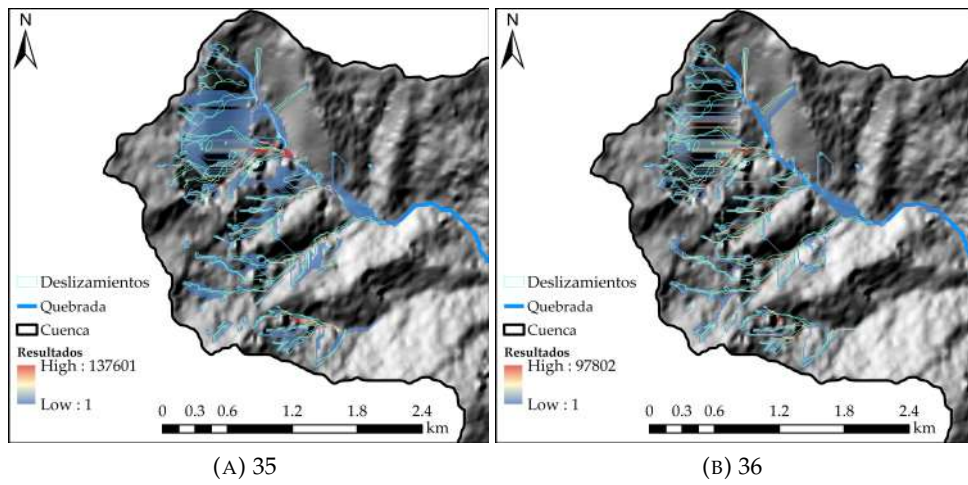 N
Deslizamientos
Quebrada
Cuenca
Resultados
High : 137601
Low : 1
0 0.3 0.6 1.2 1.8 2.4
km
(A) 35
N
Deslizamientos
Quebrada
Cuenca
Resultados
High : 97802
Low : 1
0 0.3 0.6 1.2 1.8 2.4
km
(B) 36